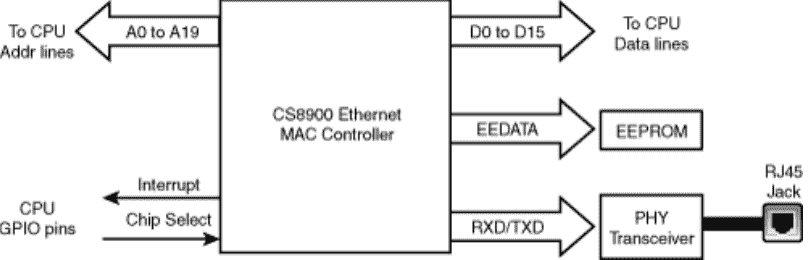 To CPU
Addr lines
A0 to A19
D0 to D15
To CPU
Data lines
CS8900 Ethernet
MAC Controller
EEDATA
EEPROM
CPU
GPIO pins
Interrupt
Chip Select
RXD/TXD
PHY
Transceiver
RJ45
Jack